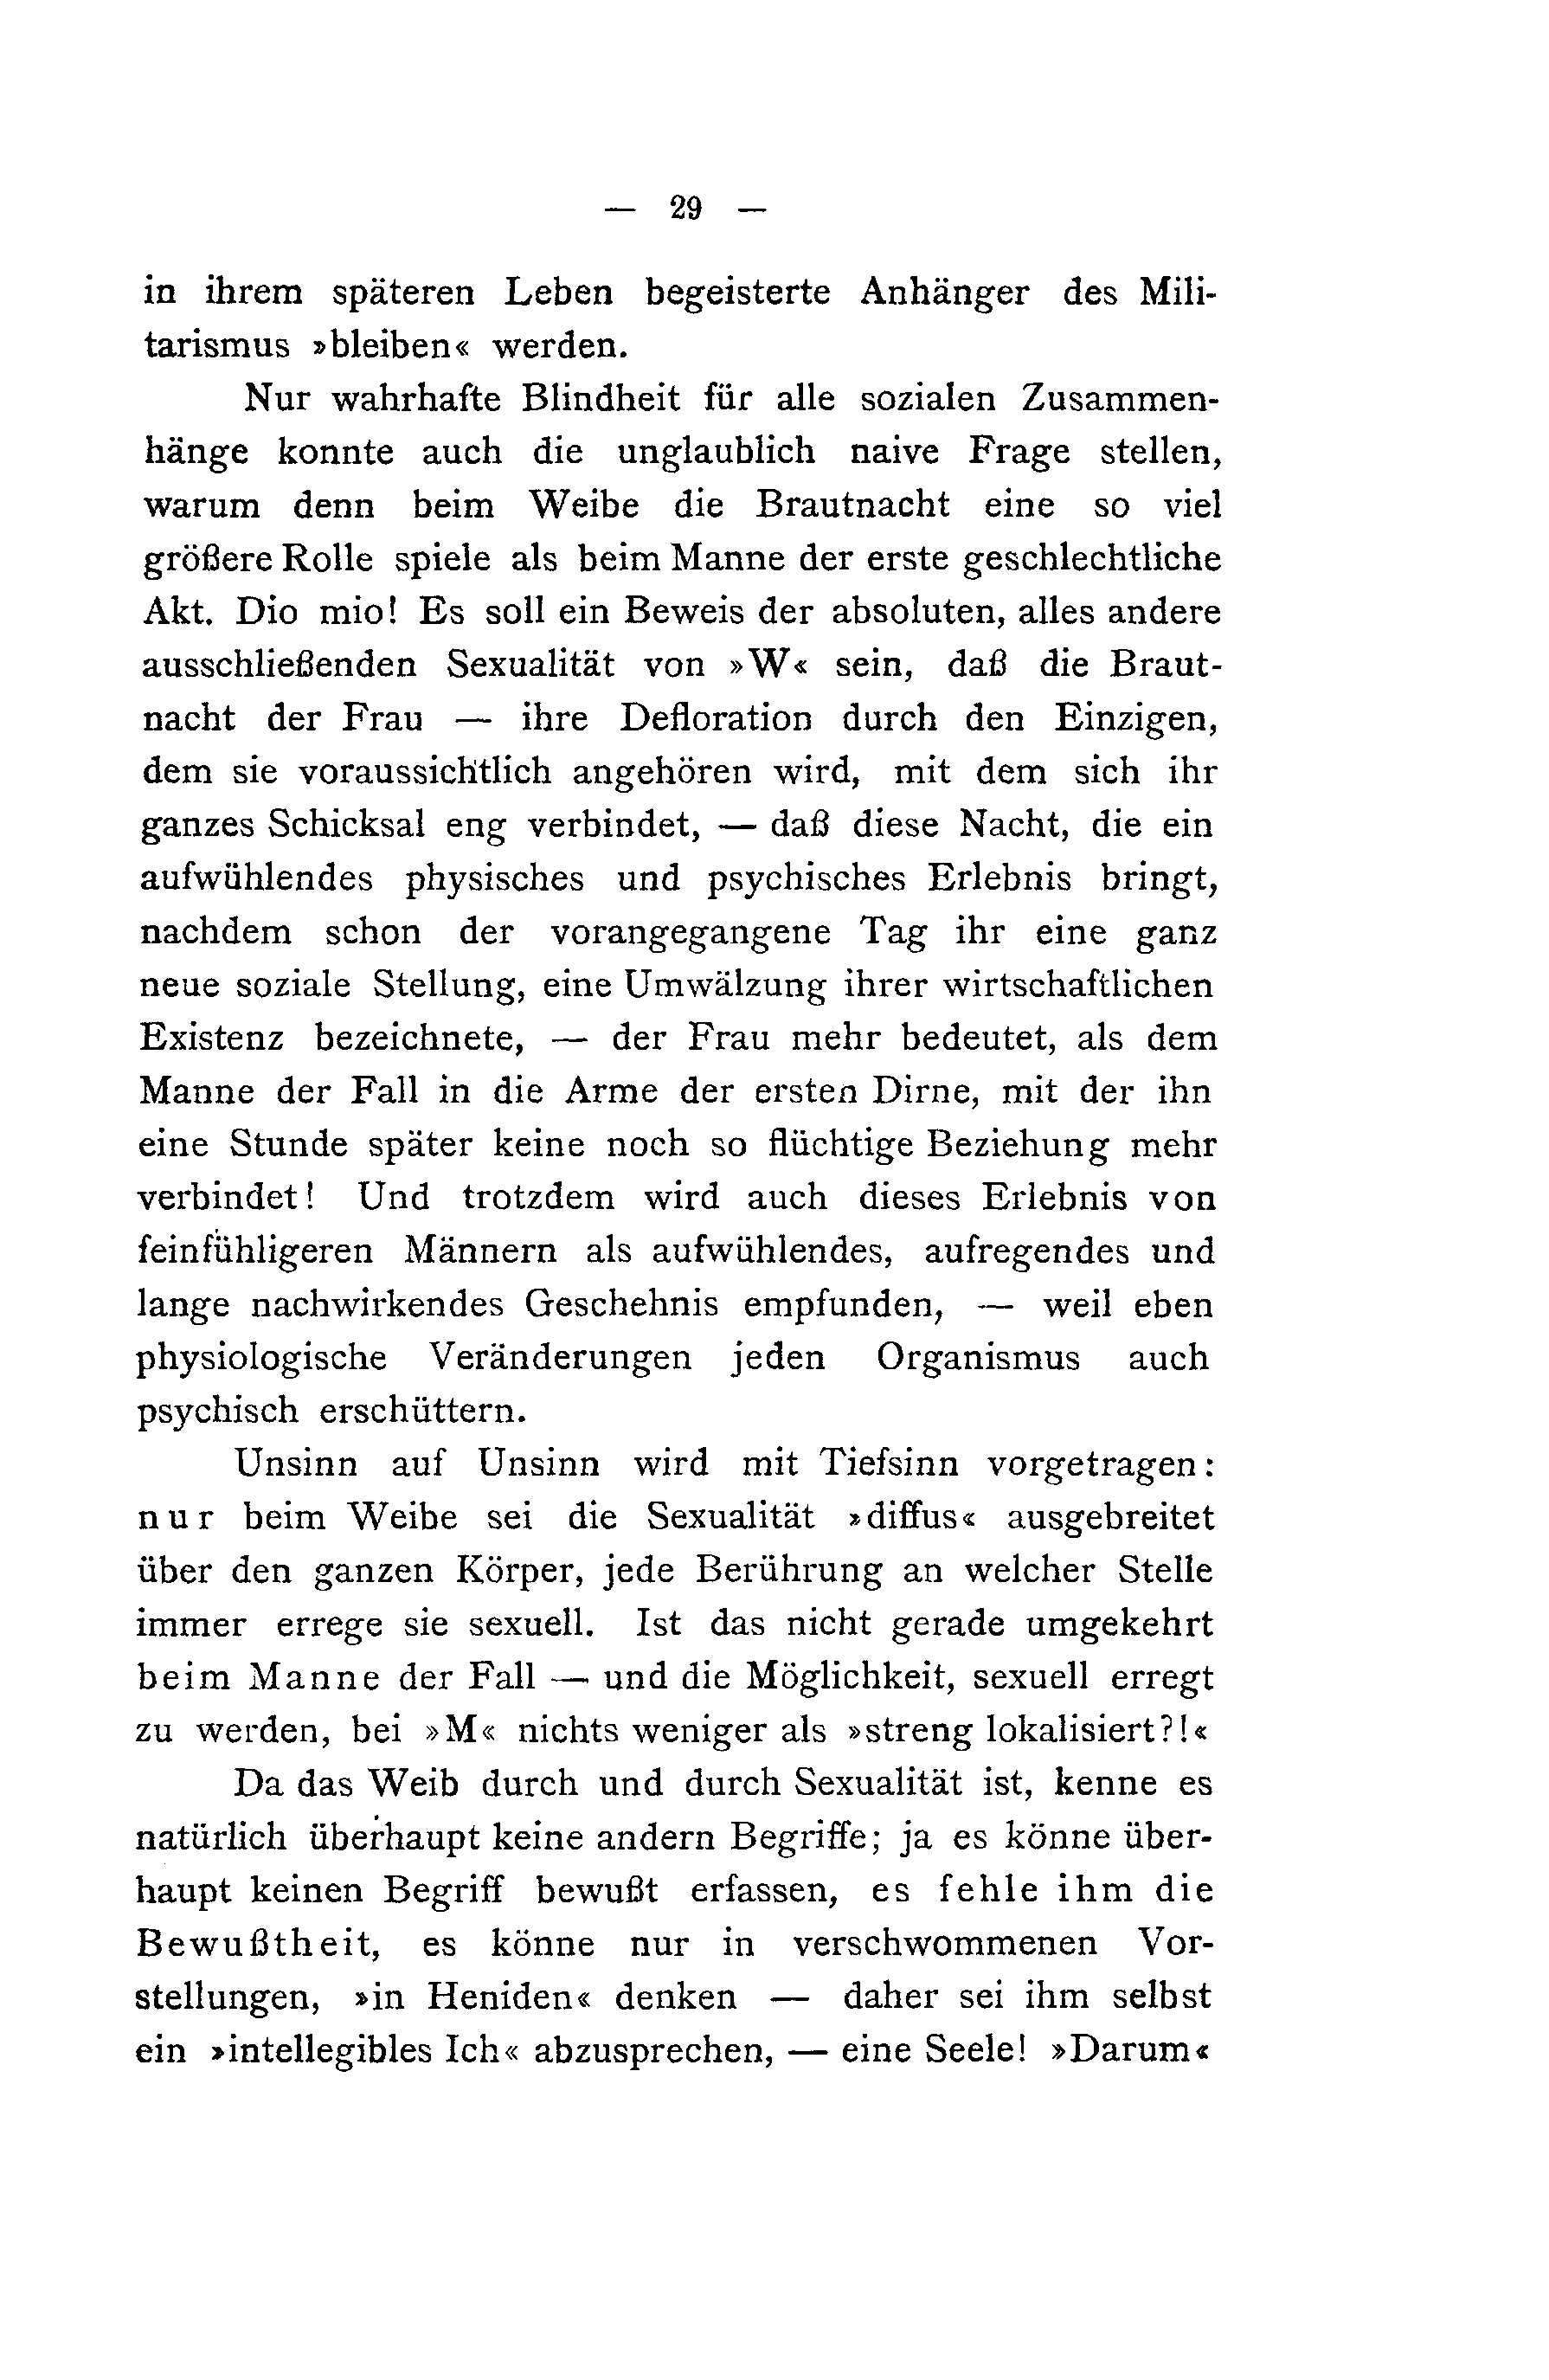 — 29 —
in ihrem späteren Leben begeisterte Anhänger des Mili-
tarismus »bleiben« werden.
Nur wahrhafte Blindheit für alle sozialen Zusammen-
hänge konnte auch die unglaublich naive Frage stellen,
warum denn beim Weibe die Brautnacht eine so viel
größere Rolle spiele als beim Manne der erste geschlechtliche
Akt. Dio mio! Es soll ein Beweis der absoluten, alles andere
ausschließenden Sexualität von »W« sein, daß die Braut-
nacht der Frau — ihre Defloration durch den Einzigen,
dem sie voraussichtlich angehören wird, mit dem sich ihr
ganzes Schicksal eng verbindet, — daß diese Nacht, die ein
aufwühlendes physisches und psychisches Erlebnis bringt,
nachdem schon der vorangegangene Tag ihr eine ganz
neue soziale Stellung, eine Umwälzung ihrer wirtschaftlichen
Existenz bezeichnete, — der Frau mehr bedeutet, als dem
Manne der Fall in die Arme der ersten Dirne, mit der ihn
eine Stunde später keine noch so flüchtige Beziehung mehr
verbindet! Und trotzdem wird auch dieses Erlebnis von
feinfühligeren Männern als aufwühlendes, aufregendes und
lange nachwirkendes Geschehnis empfunden, — weil eben
physiologische Veränderungen jeden Organismus auch
psychisch erschüttern.
Unsinn auf Unsinn wird mit Tiefsinn vorgetragen:
nur beim Weibe sei die Sexualität »diffus« ausgebreitet
über den ganzen Körper, jede Berührung an welcher Stelle
immer errege sie sexuell. Ist das nicht gerade umgekehrt
beim Manne der Fall — und die Möglichkeit, sexuell erregt
zu werden, bei »M« nichts weniger als »streng lokalisiert?!«
Da das Weib durch und durch Sexualität ist, kenne es
natürlich überhaupt keine andern Begriffe; ja es könne über-
haupt keinen Begriff bewußt erfassen, es fehle ihm die
Bewußtheit, es könne nur in verschwommenen Vor-
stellungen, »in Heniden« denken — daher sei ihm selbst
ein »intellegibles Ich« abzusprechen, — eine Seele! »Darum«